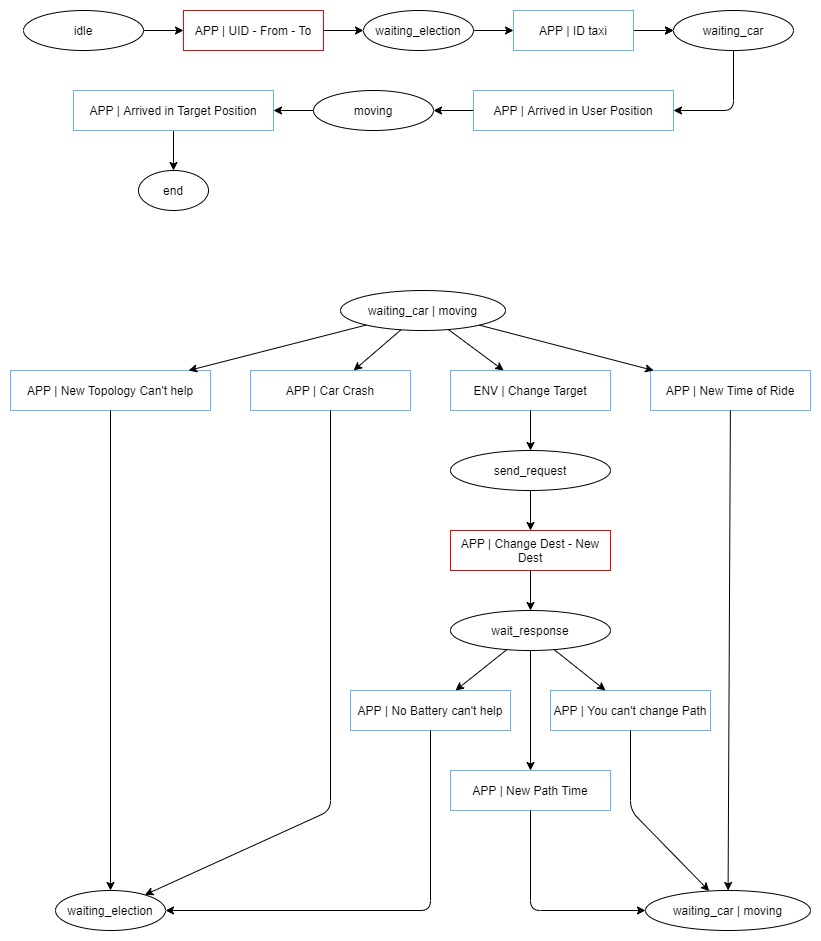 idle
APP | UID - From - To
waiting_election
APP | ID taxi
waiting_car
APP | Arrived in Target Position
moving
APP | Arrived in User Position
end
waiting_car | moving
APP | New Topology Can't help
APP | Car Crash
ENV | Change Target
APP | New Time of Ride
send_request
APP | Change Dest - New
Dest
wait_response
APP | No Battery can't help
APP | You can't change Path
APP | New Path Time
waiting_election
waiting_car | moving